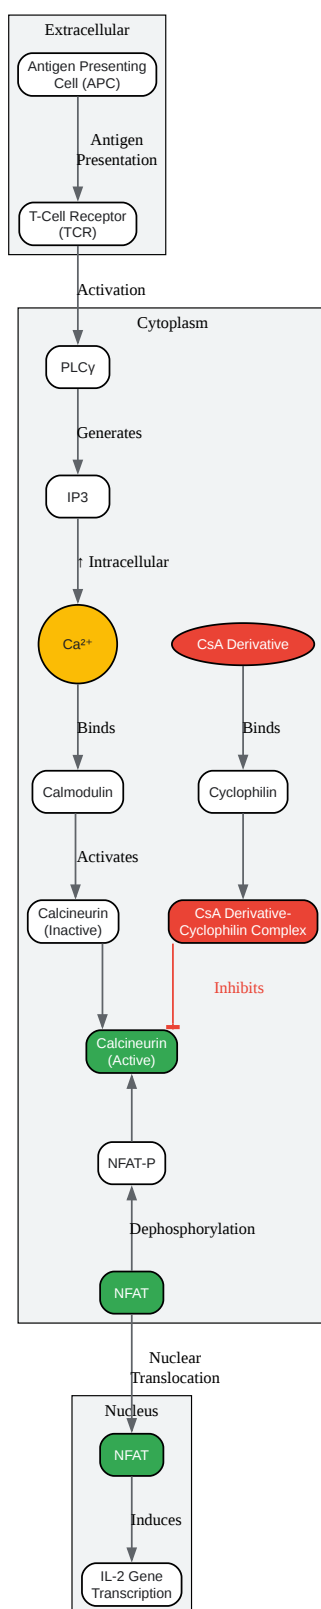 Extracellular
Antigen Presenting
Cell (APC)
Antigen
Presentation
T-Cell Receptor
(TCR)
Activation
Cytoplasm
PLCγ
Generates
IP3
↑ Intracellular
Ca²⁺
CsA Derivative
Binds
Binds
Calmodulin
Cyclophilin
Activates
Calcineurin
(Inactive)
CsA Derivative-
Cyclophilin Complex
Inhibits
Calcineurin
(Active)
NFAT-P
Dephosphorylation
NFAT
Nuclear
Translocation
Nucleus
NFAT
Induces
IL-2 Gene
Transcription